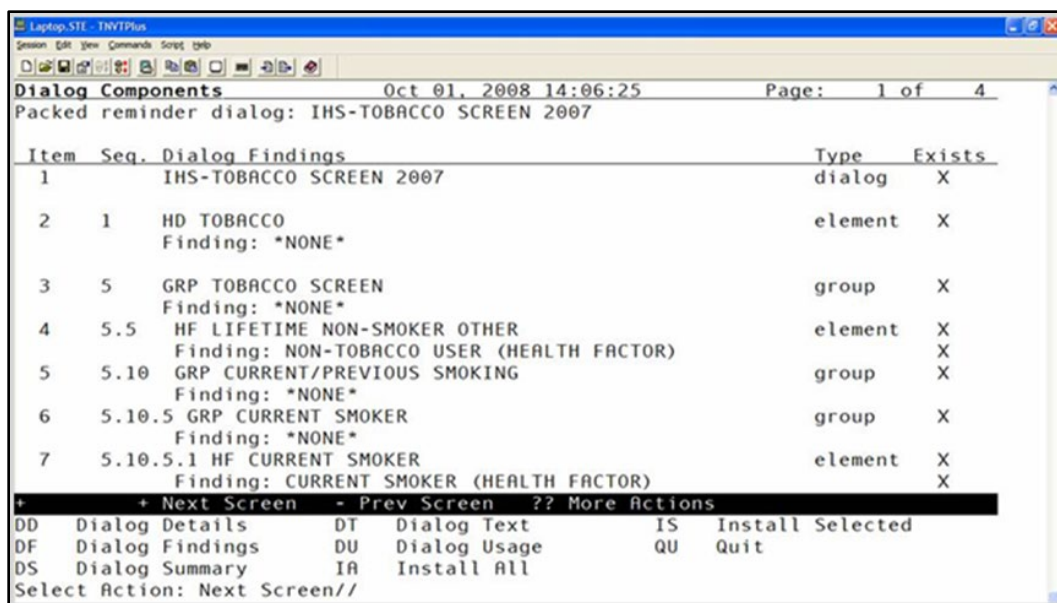 Laptop.STE - TNVTPlus
Session Edit View Commands Script Help
Dialog Components Oct 01, 2008 14:06:25 Page: 1 of 4
Packed reminder dialog: IHS-TOBACCO SCREEN 2007
Item Seq. Dialog Findings Type Exists
1 IHS-TOBACCO SCREEN 2007 dialog X
2 1 HD TOBACCO element X
Finding: *NONE*
3 5 GRP TOBACCO SCREEN group X
Finding: *NONE*
4 5.5 HF LIFETIME NON-SMOKER OTHER element X
Finding: NON-TOBACCO USER (HEALTH FACTOR) X
5 5.10 GRP CURRENT/PREVIOUS SMOKING group X
Finding: *NONE*
6 5.10.5 GRP CURRENT SMOKER group X
Finding: *NONE*
7 5.10.5.1 HF CURRENT SMOKER element X
Finding: CURRENT SMOKER (HEALTH FACTOR) X
+ + Next Screen - Prev Screen ?? More Actions
DD Dialog Details DT Dialog Text IS Install Selected
DF Dialog Findings DU Dialog Usage QU Quit
DS Dialog Summary IA Install All
Select Action: Next Screen//